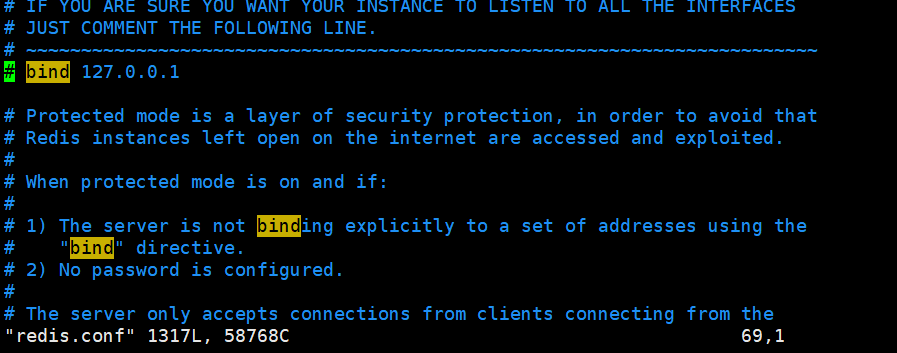 # IF YOU ARE SURE YOU WANT YOUR INSTANCE TO LISTEN TO ALL THE INTERFACES
# JUST COMMENT THE FOLLOWING LINE.
# ~~~~~~~~~~~~~~~~~~~~~~~~~~~~~~~~~~~~~~~~~~~~~~~~~~~~~~~~~~~~~~~~~~~~~~~~
# bind 127.0.0.1

# Protected mode is a layer of security protection, in order to avoid that
# Redis instances left open on the internet are accessed and exploited.
#
# When protected mode is on and if:
#
# 1) The server is not binding explicitly to a set of addresses using the
#    "bind" directive.
# 2) No password is configured.
#
# The server only accepts connections from clients connecting from the
"redis.conf" 1317L, 58768C 69,1